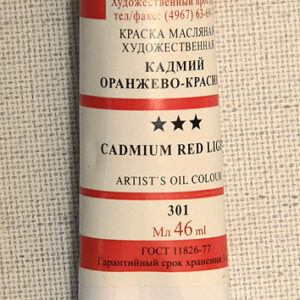 Художественный
тел/факс: (4967) 63-69-
КРАСКА МАСЛЯНАЯ
ХУДОЖЕСТВЕННАЯ
КАДМИЙ
ОРАНЖЕВО-КРАСН
★★★
CADMIUM RED LIG
ARTIST`S OIL COLOUR
301
Мл 46 ml
ГОСТ 11826-77
Гарантийный срок хранения